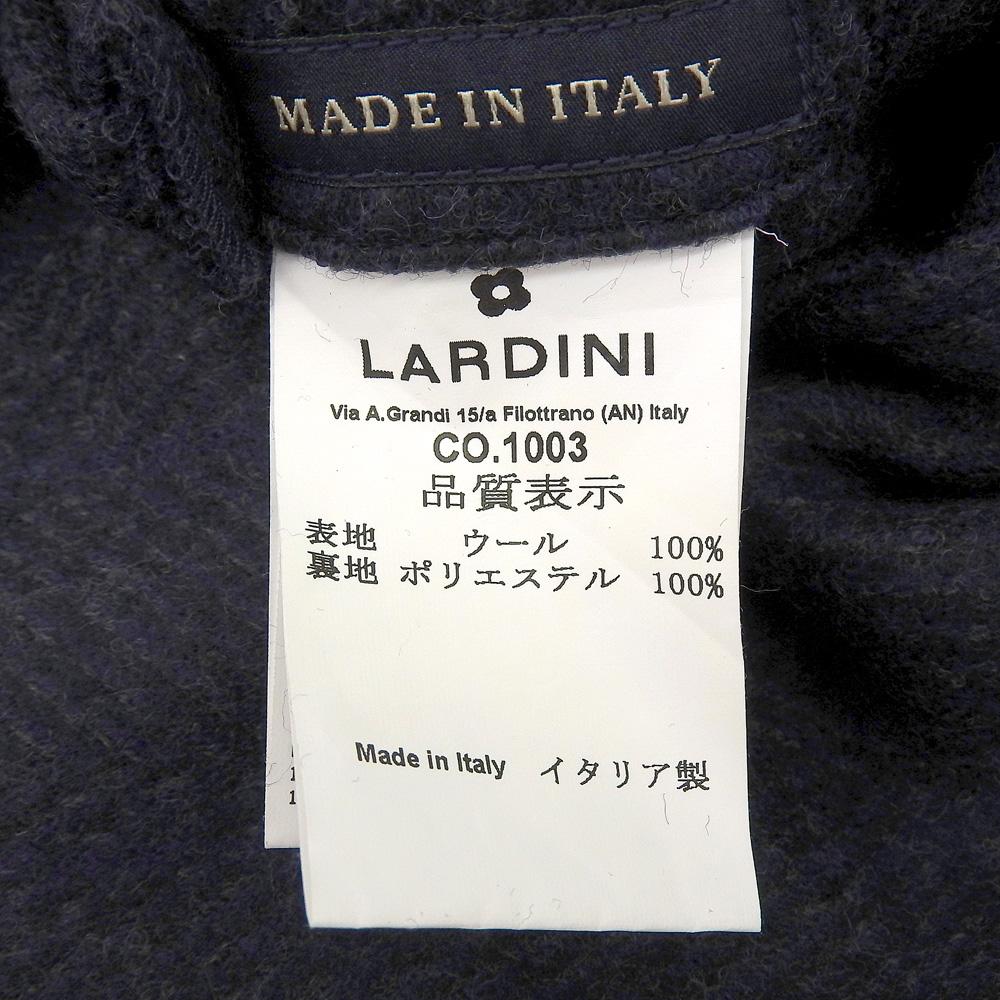 MADE IN ITALY
LARDINI
Via A.Grandi 15/a Filottrano (AN) Italy
CO.1003
品質表示
表地 ウール 100%
裏地 ポリエステル 100%
Made in Italy イタリア製
1
1